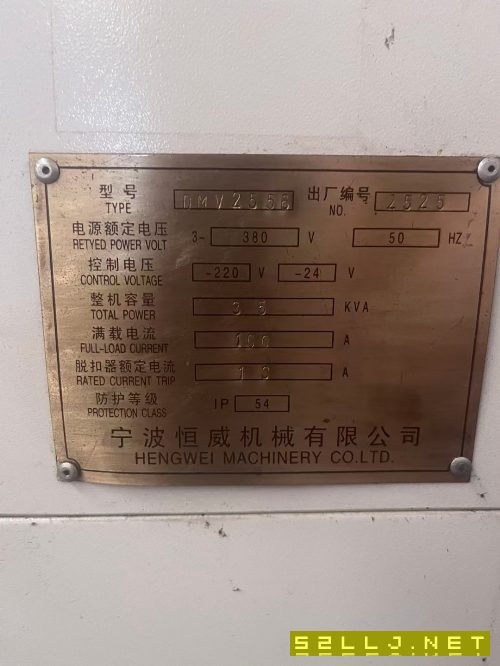 型号 出厂编号 2525
TYPE NO.
电源额定电压 3- 380 V 50 HZ
RETYED POWER VOLT
控制电压 ~220 V ~24 V
CONTROL VOLTAGE
整机容量 35 KVA
TOTAL POWER
满载电流 100 A
FULL-LOAD CURRENT
脱扣器额定电流 A
RATED CURRENT TRIP
防护等级 IP 54
PROTECTION CLASS
宁波恒威机械有限公司
HENGWEI MACHINERY CO.LTD.
52LLJ.NET